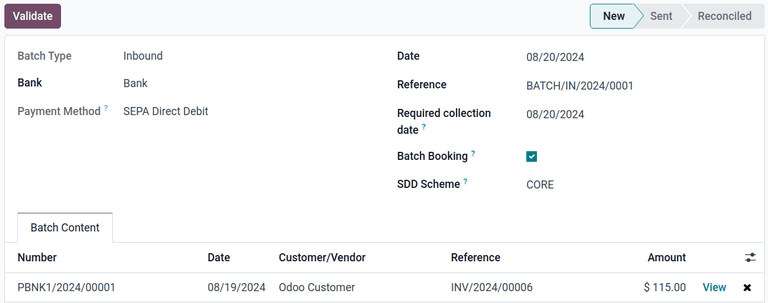 Validate
New Sent Reconciled
Batch Type Inbound
Bank Bank
Payment Method ? SEPA Direct Debit
Date 08/20/2024
Reference BATCH/IN/2024/0001
Required collection
date ? 08/20/2024
Batch Booking ?
SDD Scheme ? CORE
Batch Content
Number Date Customer/Vendor Reference Amount
PBNK1/2024/00001 08/19/2024 Odoo Customer INV/2024/00006 $ 115.00 View